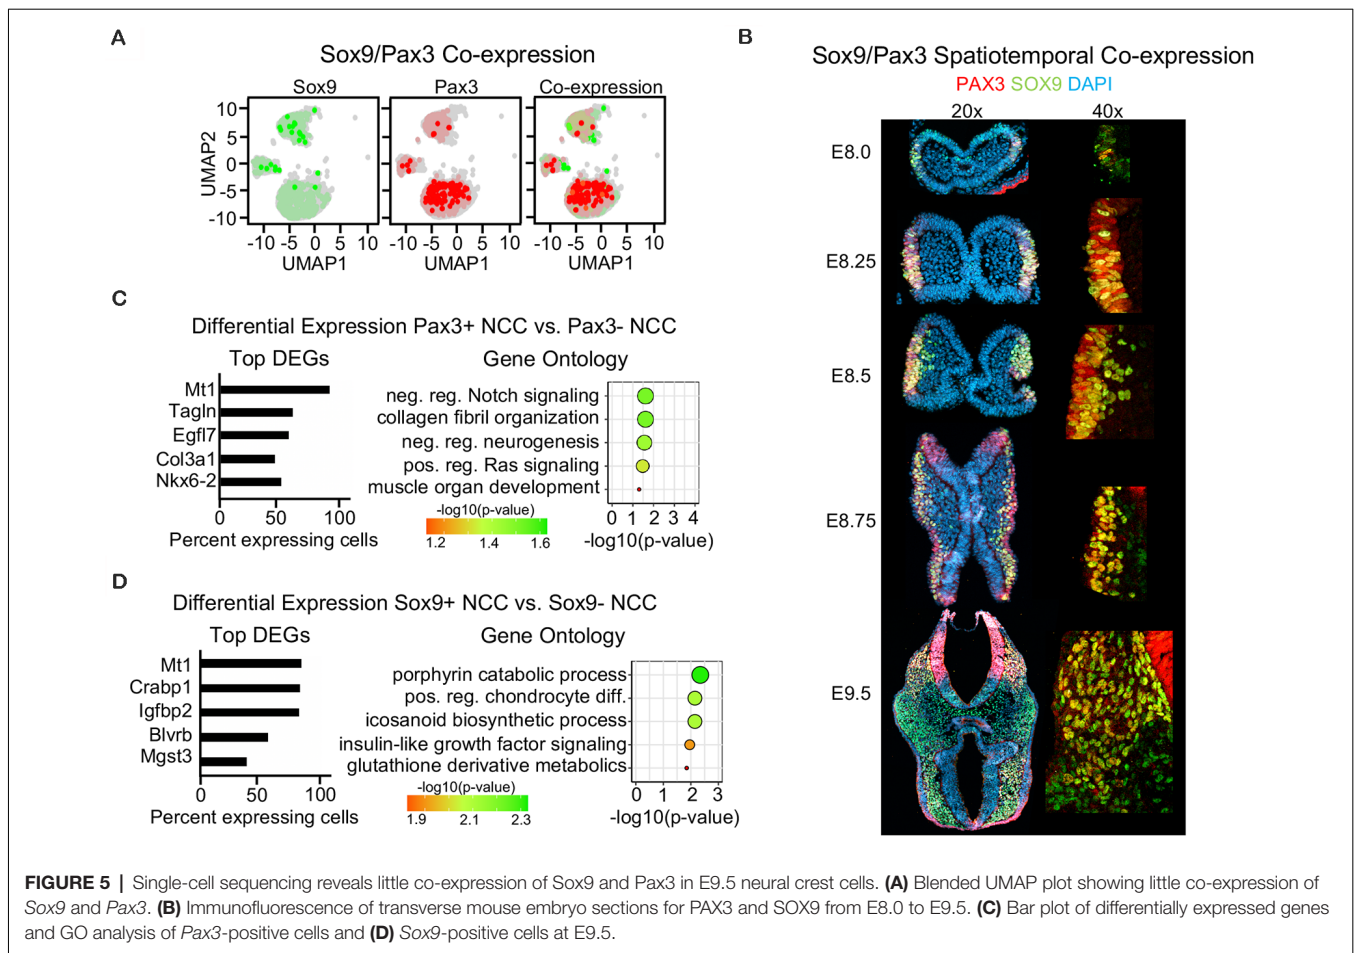 A
Sox9/Pax3 Co-expression
Sox9
Pax3
Co-expression
UMAP2
10
5
0
-5
-10
-10 -5 0 5 10
-10 -5 0 5 10
-10 -5 0 5 10
UMAP1
UMAP1
UMAP1
B
Sox9/Pax3 Spatiotemporal Co-expression
PAX3 SOX9 DAPI
20x
40x
E8.0
E8.25
E8.5
E8.75
E9.5
C
Differential Expression Pax3+ NCC vs. Pax3- NCC
Top DEGs
Mt1
Tagln
Egfl7
Col3a1
Nkx6-2
0 50 100
Percent expressing cells
Gene Ontology
neg. reg. Notch signaling
collagen fibril organization
neg. reg. neurogenesis
pos. reg. Ras signaling
muscle organ development
-log10(p-value)
1.2 1.4 1.6
0 1 2 3 4
-log10(p-value)
D
Differential Expression Sox9+ NCC vs. Sox9- NCC
Top DEGs
Mt1
Crabp1
Igfbp2
Blvrb
Mgst3
0 50 100
Percent expressing cells
Gene Ontology
porphyrin catabolic process
pos. reg. chondrocyte diff.
icosanoid biosynthetic process
insulin-like growth factor signaling
glutathione derivative metabolics
-log10(p-value)
1.9 2.1 2.3
0 1 2 3
-log10(p-value)
FIGURE 5 | Single-cell sequencing reveals little co-expression of Sox9 and Pax3 in E9.5 neural crest cells. (A) Blended UMAP plot showing little co-expression of
Sox9 and Pax3. (B) Immunofluorescence of transverse mouse embryo sections for PAX3 and SOX9 from E8.0 to E9.5. (C) Bar plot of differentially expressed genes
and GO analysis of Pax3-positive cells and (D) Sox9-positive cells at E9.5.